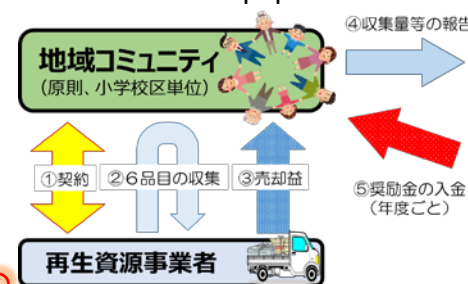 ④収集量等の報告
地域コミュニティ
(原則、小学校区単位)
①契約
②6品目の収集
③売却益
⑤奨励金の入金
(年度ごと)
再生資源事業者